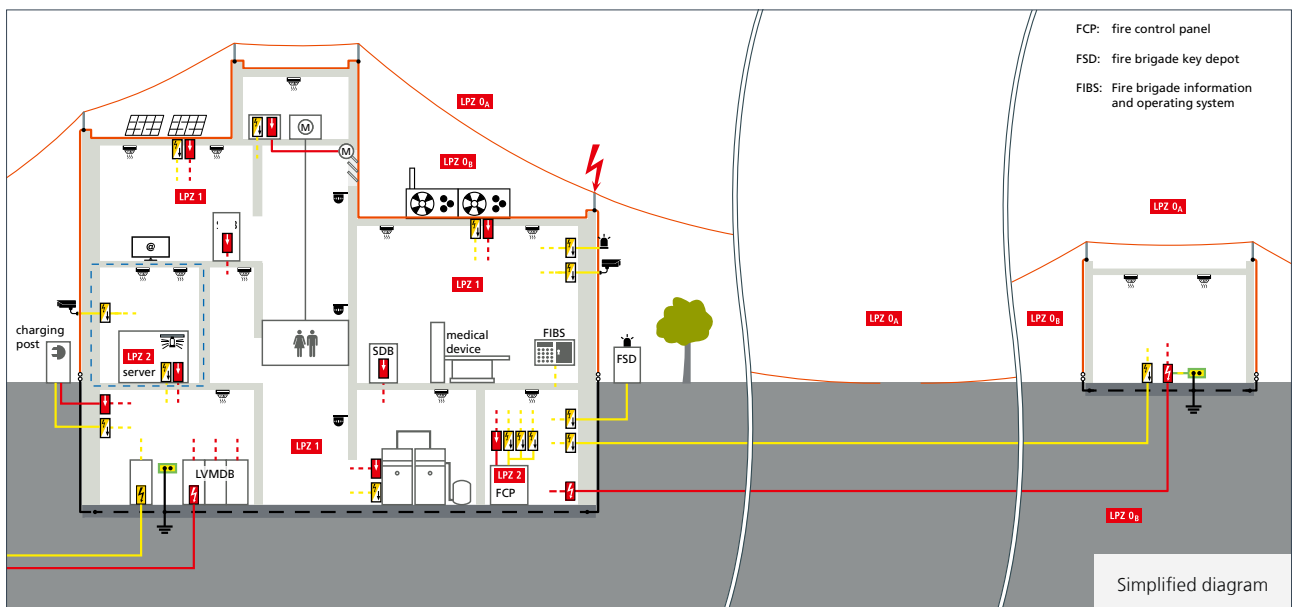 FCP: fire control panel
FSD: fire brigade key depot
FIBS: Fire brigade information
and operating system
LPZ 0A
M
M
LPZ 0B
LPZ 1
LPZ 0A
@
LPZ 1
LPZ 0A
LPZ 0B
charging
post
LPZ 2
server
SDB
medical
device
FIBS
FSD
LPZ 1
LVMDB
LPZ 2
FCP
LPZ 0B
Simplified diagram